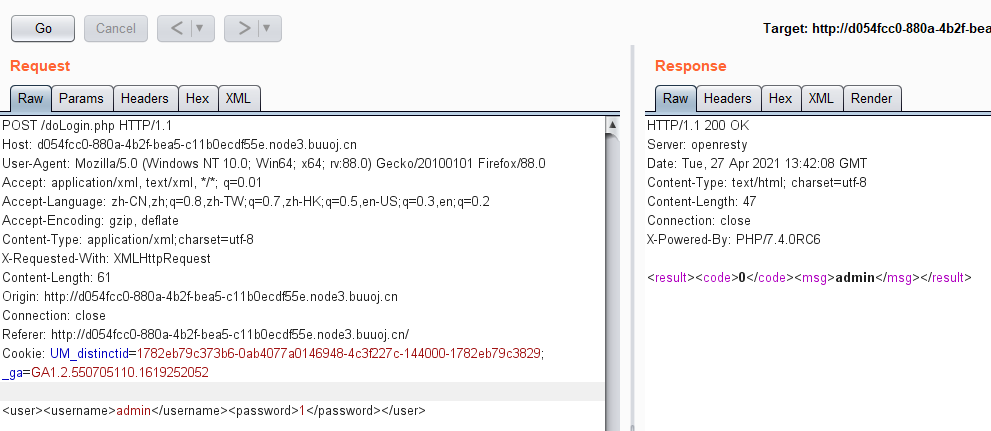 Go
Cancel
<
>
Target: http://d054fcc0-880a-4b2f-bea
Request
Raw
Params
Headers
Hex
XML
POST /doLogin.php HTTP/1.1
Host: d054fcc0-880a-4b2f-bea5-c11b0ecdf55e.node3.buuoj.cn
User-Agent: Mozilla/5.0 (Windows NT 10.0; Win64; x64; rv:88.0) Gecko/20100101 Firefox/88.0
Accept: application/xml, text/xml, */*; q=0.01
Accept-Language: zh-CN,zh;q=0.8,zh-TW;q=0.7,zh-HK;q=0.5,en-US;q=0.3,en;q=0.2
Accept-Encoding: gzip, deflate
Content-Type: application/xml;charset=utf-8
X-Requested-With: XMLHttpRequest
Content-Length: 61
Origin: http://d054fcc0-880a-4b2f-bea5-c11b0ecdf55e.node3.buuoj.cn
Connection: close
Referer: http://d054fcc0-880a-4b2f-bea5-c11b0ecdf55e.node3.buuoj.cn/
Cookie: UM_distinctid=1782eb79c373b6-0ab4077a0146948-4c3f227c-144000-1782eb79c3829;
_ga=GA1.2.550705110.1619252052
<user><username>admin</username><password>1</password></user>
Response
Raw
Headers
Hex
XML
Render
HTTP/1.1 200 OK
Server: openresty
Date: Tue, 27 Apr 2021 13:42:08 GMT
Content-Type: text/html; charset=utf-8
Content-Length: 47
Connection: close
X-Powered-By: PHP/7.4.0RC6
<result><code>0</code><msg>admin</msg></result>